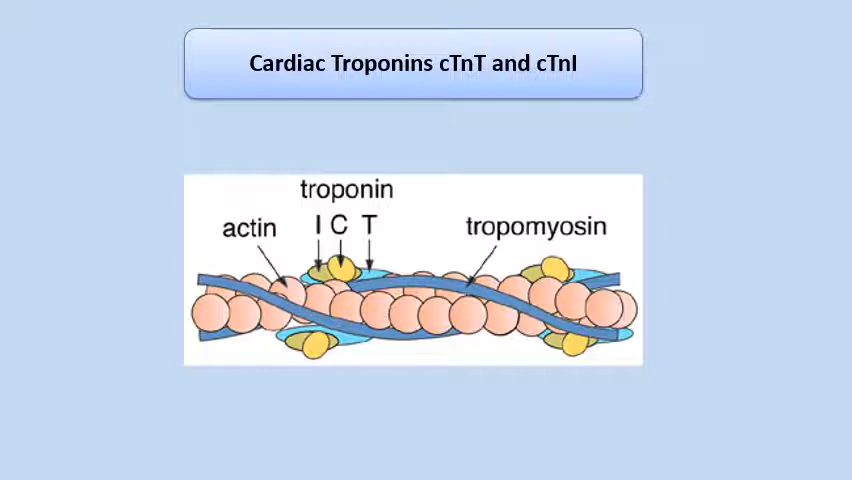 Cardiac Troponins cTnT and cTnI
troponin
actin
I C T
tropomyosin